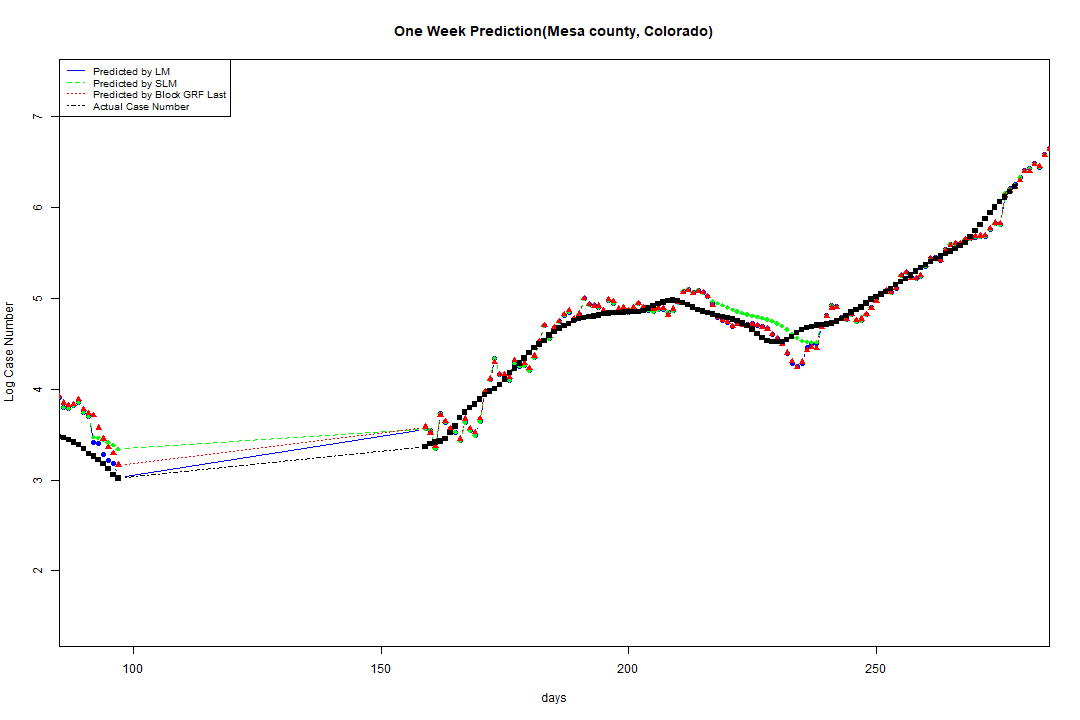 One Week Prediction(Mesa county, Colorado)
Predicted by LM
Predicted by SLM
Predicted by Block GRF Last
Actual Case Number
7
6
5
4
3
2
Log Case Number
100 150 200 250
days